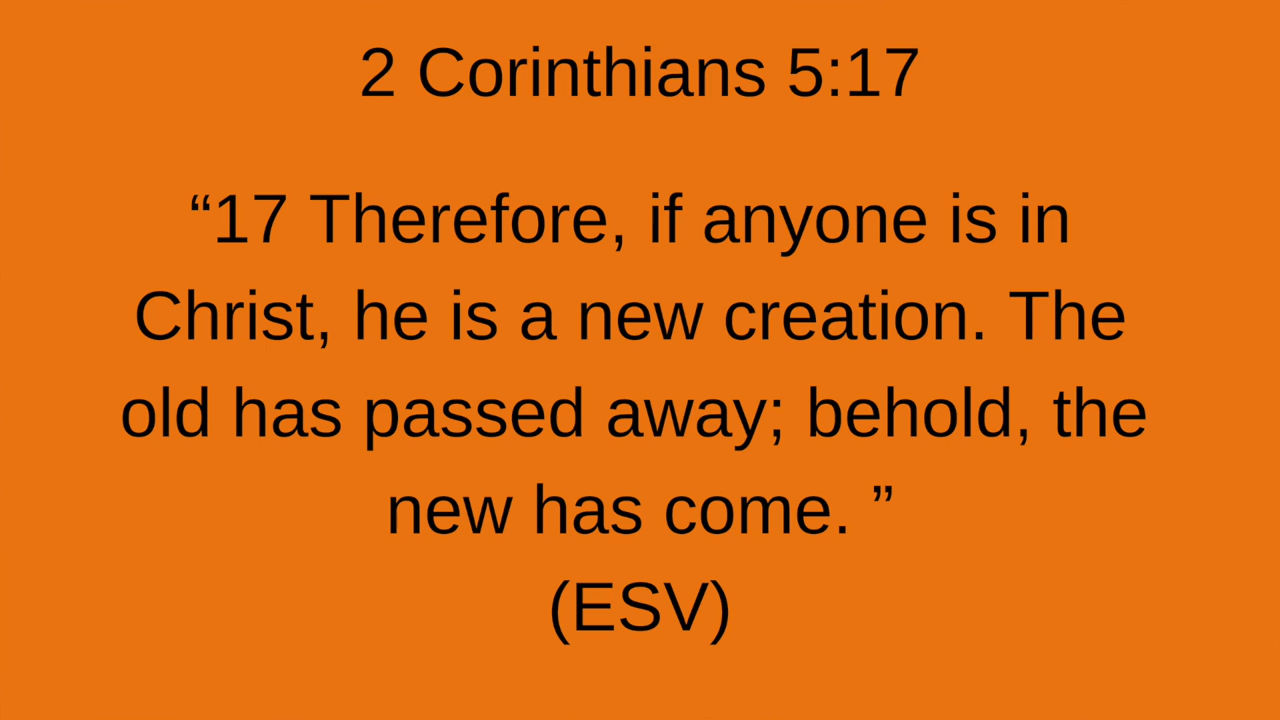 2 Corinthians 5:17
“17 Therefore, if anyone is in
Christ, he is a new creation. The
old has passed away; behold, the
new has come. ”
(ESV)